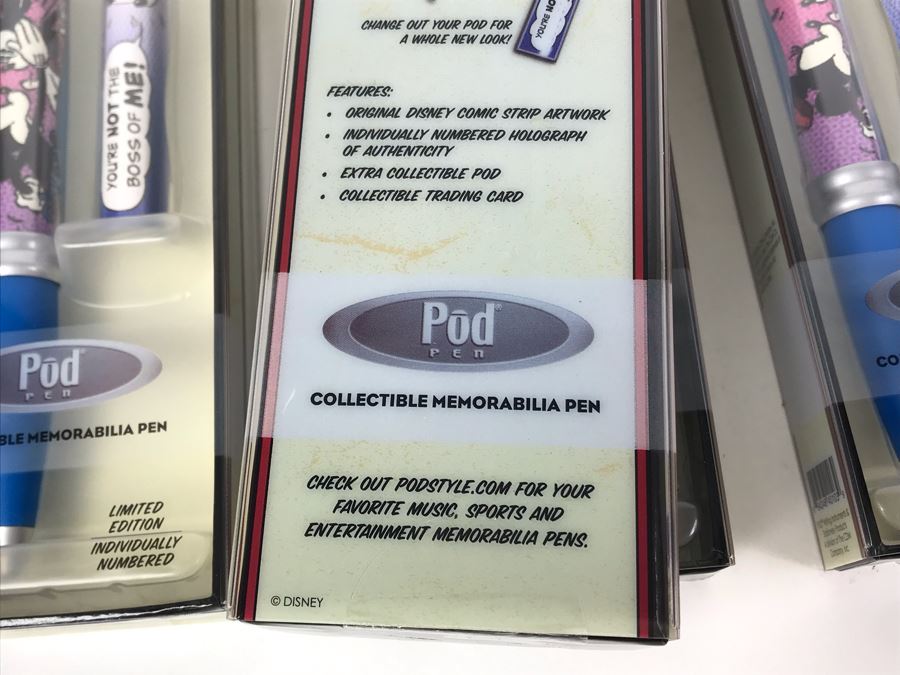 YOU'RE NOT THE
BOSS OF ME!
Pōd®
PEN
BLE MEMORABILIA PEN
LIMITED
EDITION
INDIVIDUALLY
NUMBERED
CHANGE OUT YOUR POD FOR
A WHOLE NEW LOOK!
YOU'RE NO
FEATURES:
• ORIGINAL DISNEY COMIC STRIP ARTWORK
• INDIVIDUALLY NUMBERED HOLOGRAPH
OF AUTHENTICITY
• EXTRA COLLECTIBLE POD
• COLLECTIBLE TRADING CARD
Pōd®
PEN
COLLECTIBLE MEMORABILIA PEN
CHECK OUT PODSTYLE.COM FOR YOUR
FAVORITE MUSIC, SPORTS AND
ENTERTAINMENT MEMORABILIA PENS.
© DISNEY
CO